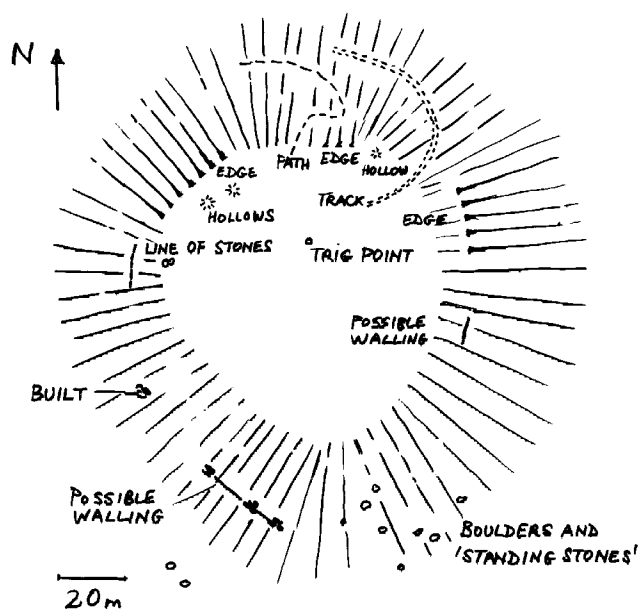 N
EDGE
PATH
EDGE
HOLLOW
HOLLOWS
TRACK
EDGE
LINE OF STONES
TRIG POINT
POSSIBLE
WALLING
BUILT
POSSIBLE
WALLING
BOULDERS AND
'STANDING STONES'
20m